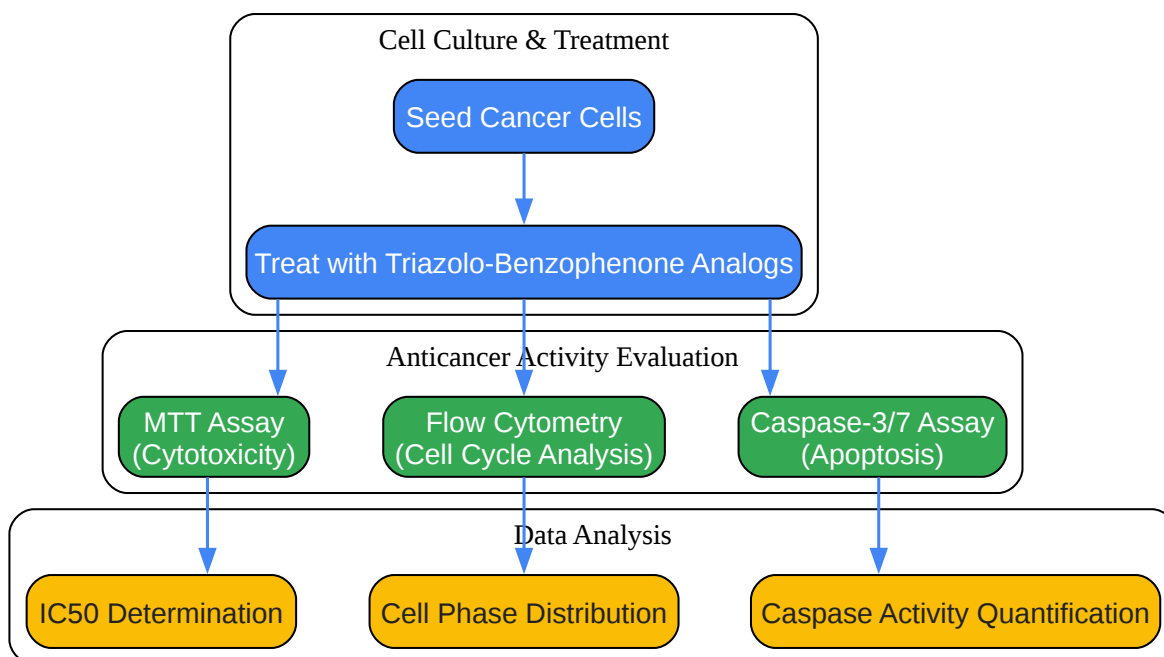 Cell Culture & Treatment
Seed Cancer Cells
Treat with Triazolo-Benzophenone Analogs
Anticancer Activity Evaluation
MTT Assay
(Cytotoxicity)
Flow Cytometry
(Cell Cycle Analysis)
Caspase-3/7 Assay
(Apoptosis)
Data Analysis
IC50 Determination
Cell Phase Distribution
Caspase Activity Quantification